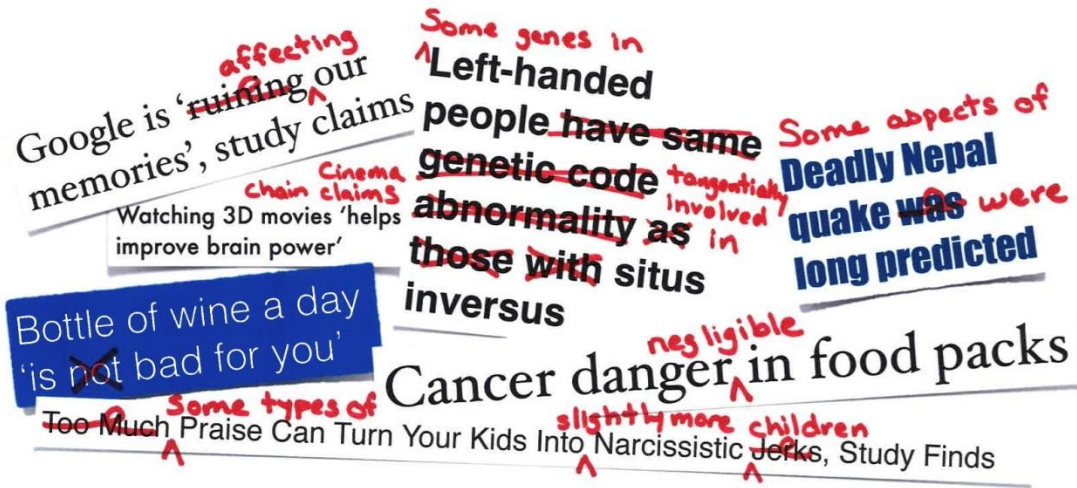 affecting
Google is ‘ruining our
memories’, study claims
Some genes in
Left-handed
people have same
genetic code tangentially
abnormality as involved in
those with situs
inversus
Some aspects of
Deadly Nepal
quake was were
long predicted
Cinema
chain claims
Watching 3D movies ‘helps
improve brain power’
Bottle of wine a day
‘is not bad for you’
negligible
Cancer danger in food packs
Some types of slightly more children
Too Much Praise Can Turn Your Kids Into Narcissistic Jerks, Study Finds